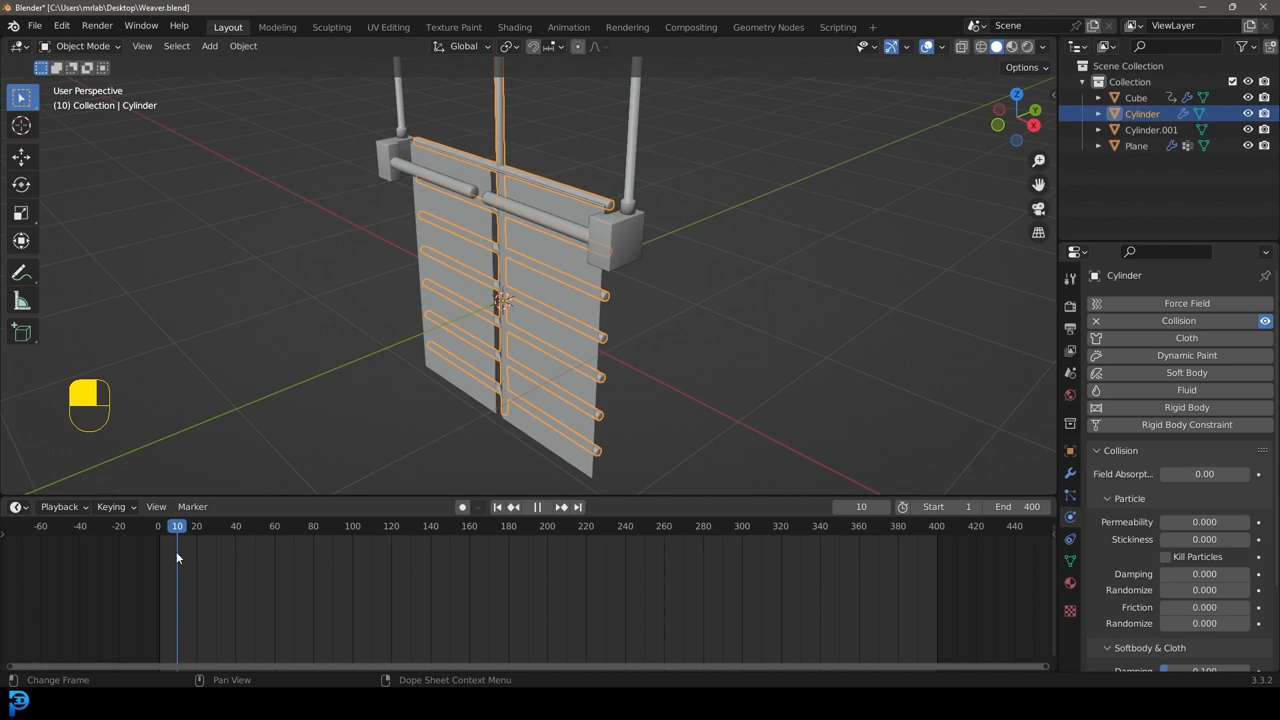 Blender* [C:\Users\mrlab\Desktop\Weaver.blend]
File Edit Render Window Help Layout Modeling Sculpting UV Editing Texture Paint Shading Animation Rendering Compositing Geometry Nodes Scripting Scene ViewLayer
Object Mode View Select Add Object Global
Options
User Perspective
(10) Collection | Cylinder
Z
Y
X
Scene Collection
Collection
Cube
Cylinder
Cylinder.001
Plane
Cylinder
Force Field
Collision
Cloth
Dynamic Paint
Soft Body
Fluid
Rigid Body
Rigid Body Constraint
Collision
Field Absorpt... 0.00
Particle
Permeability 0.000
Stickiness 0.000
Kill Particles
Damping 0.000
Randomize 0.000
Friction 0.000
Randomize 0.000
Softbody & Cloth
Damping 0.100
Playback Keying View Marker 10 Start 1 End 400
-60 -40 -20 0 10 20 40 60 80 100 120 140 160 180 200 220 240 260 280 300 320 340 360 380 400 420 440
Change Frame Pan View Dope Sheet Context Menu 3.3.2